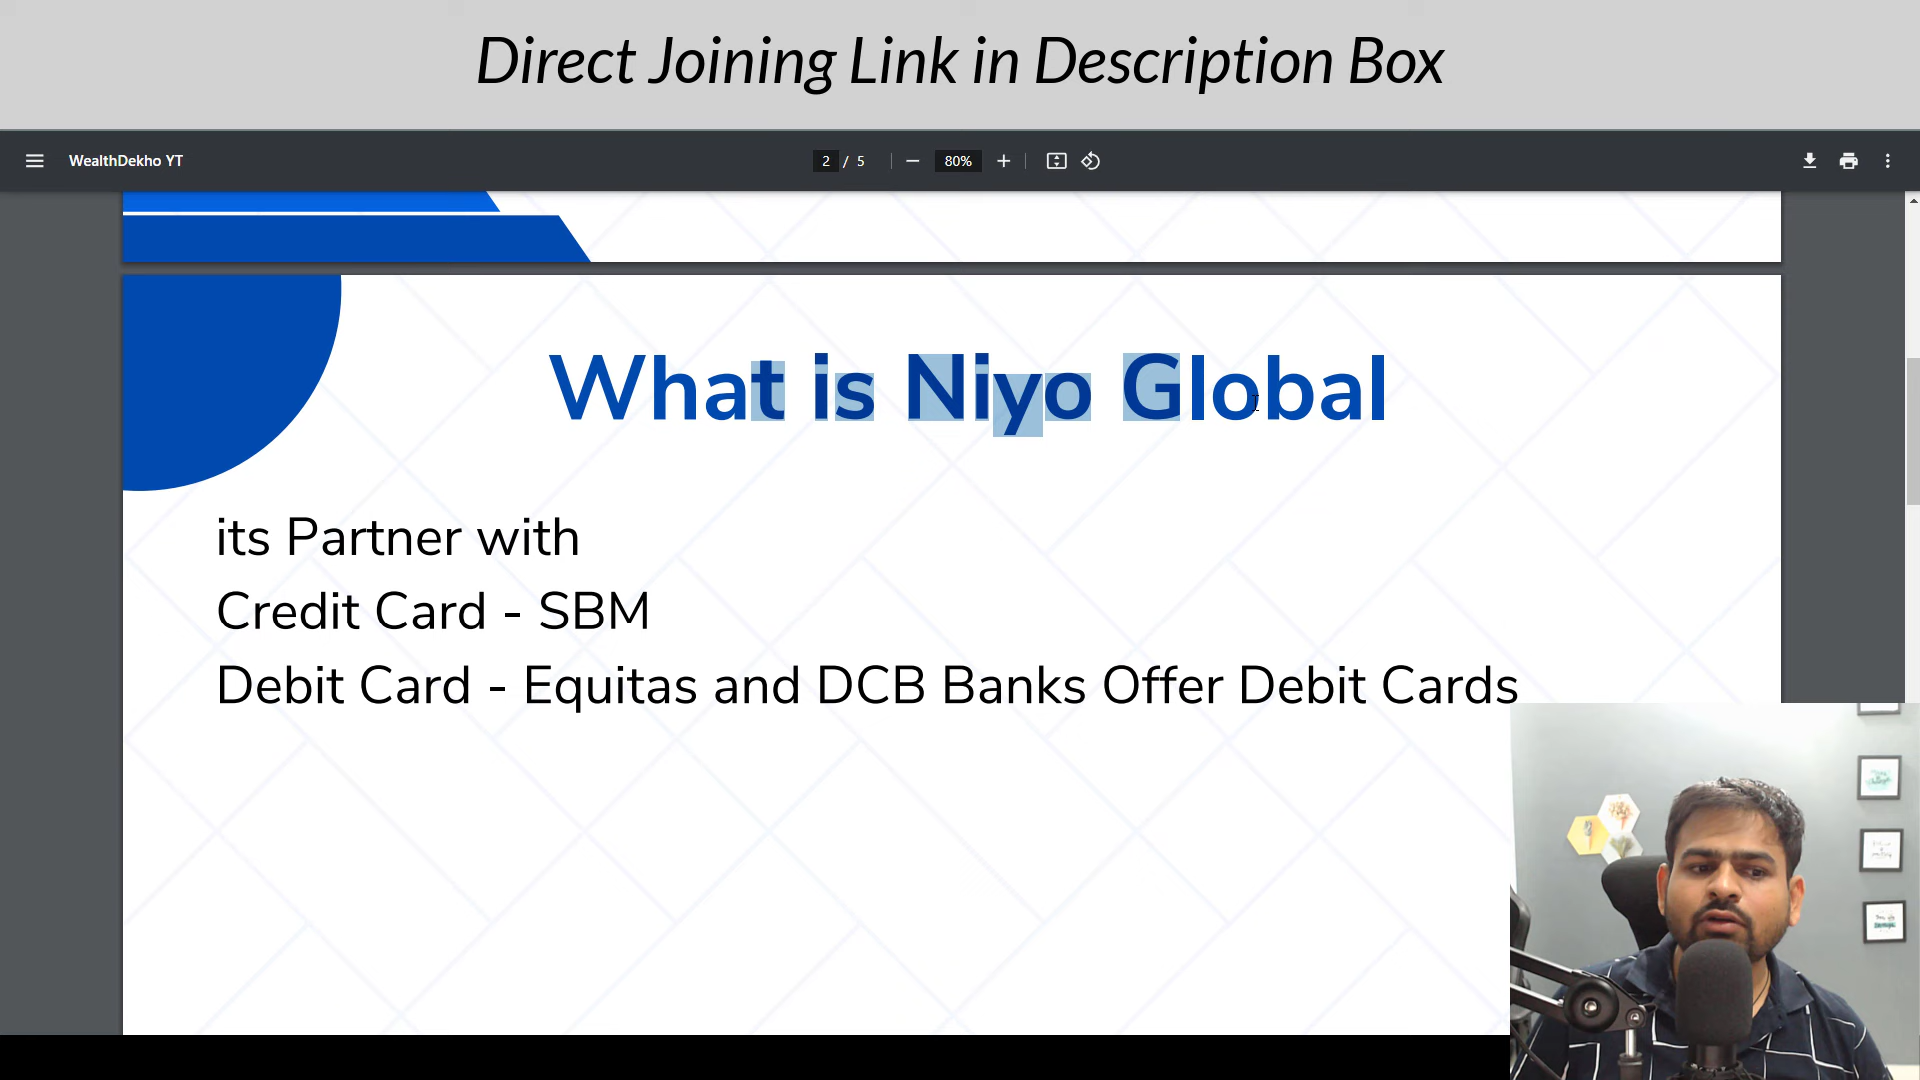 Direct Joining Link in Description Box
WealthDekho YT
2 / 5
80%
What is Niyo Global
its Partner with
Credit Card - SBM
Debit Card - Equitas and DCB Banks Offer Debit Cards